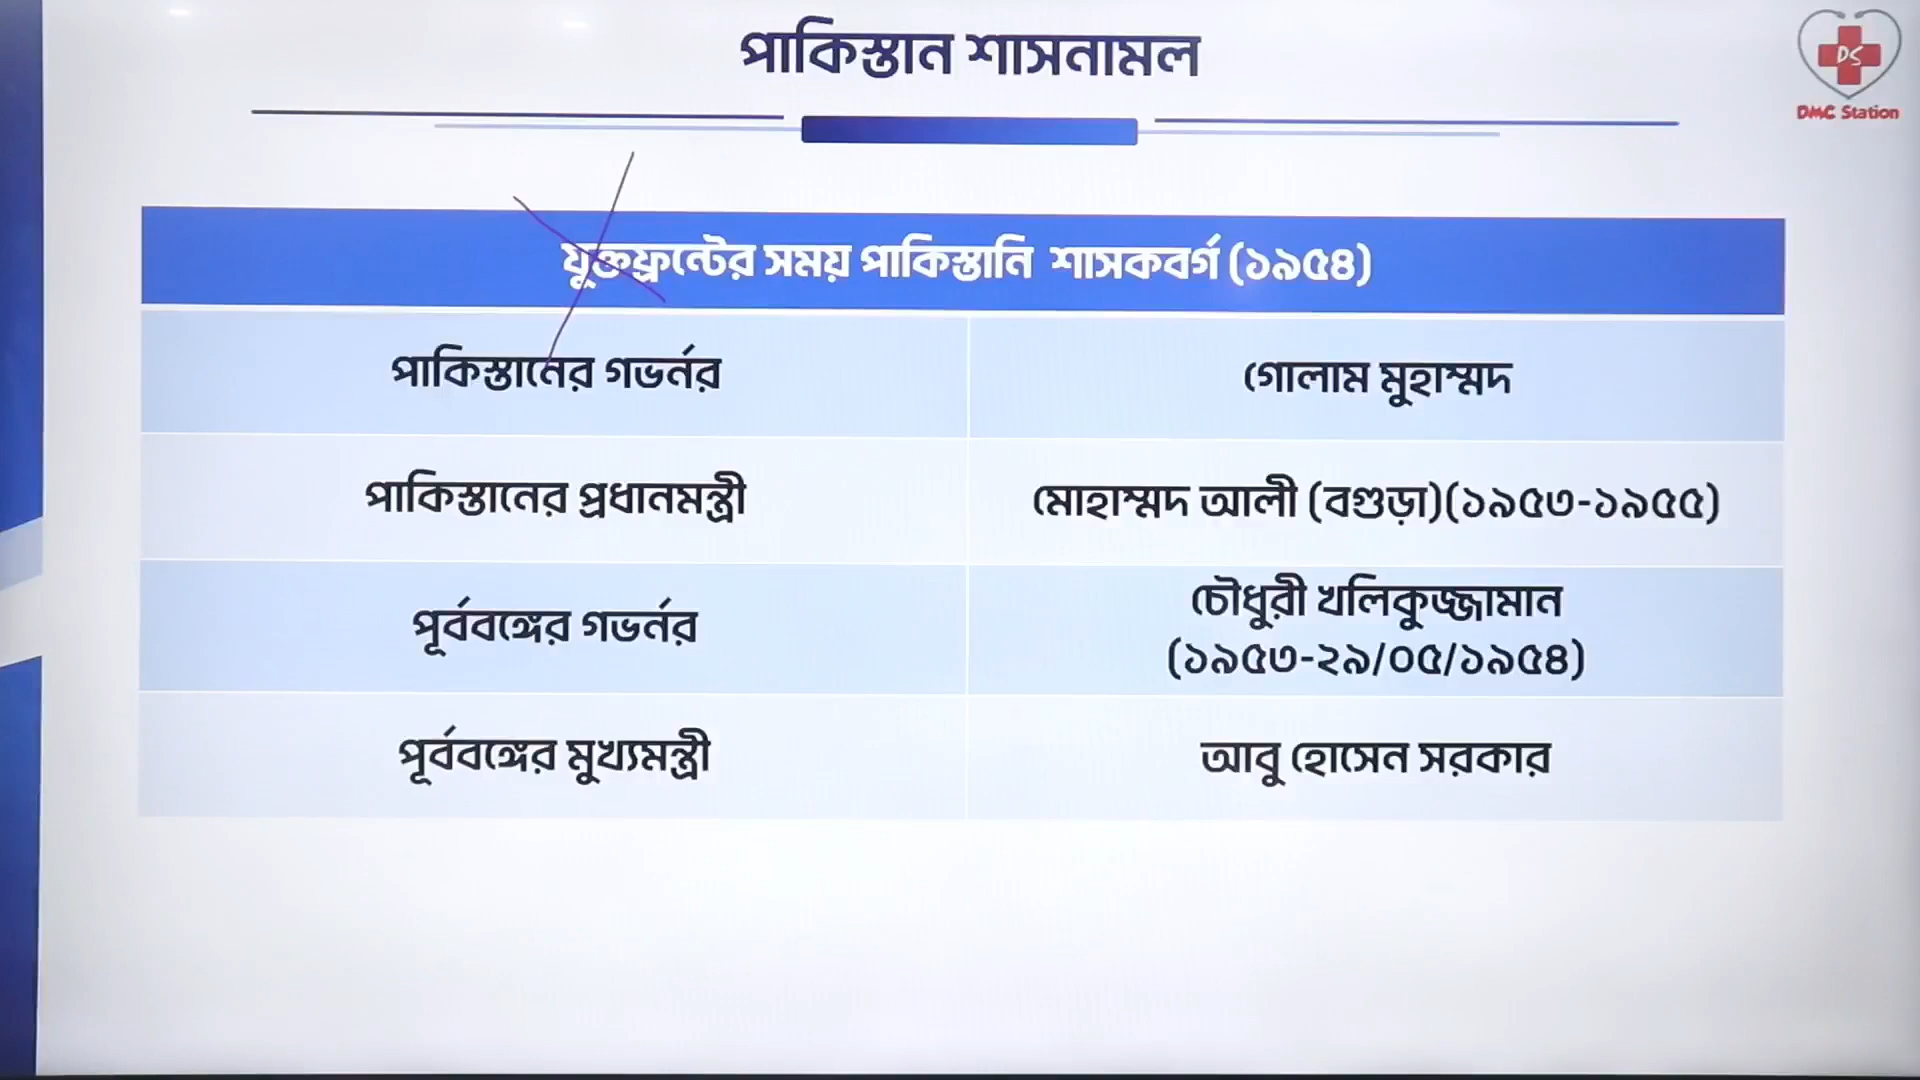 পাকিস্তান শাসনামল
DS
DMC Station
যুক্তফ্রন্টের সময় পাকিস্তানি শাসকবর্গ (১৯৫৪)
পাকিস্তানের গভর্নর
গোলাম মুহাম্মদ
পাকিস্তানের প্রধানমন্ত্রী
মোহাম্মদ আলী (বগুড়া)(১৯৫৩-১৯৫৫)
পূর্ববঙ্গের গভর্নর
চৌধুরী খলিকুজ্জামান
(১৯৫৩-২৯/০৫/১৯৫৪)
পূর্ববঙ্গের মুখ্যমন্ত্রী
আবু হোসেন সরকার